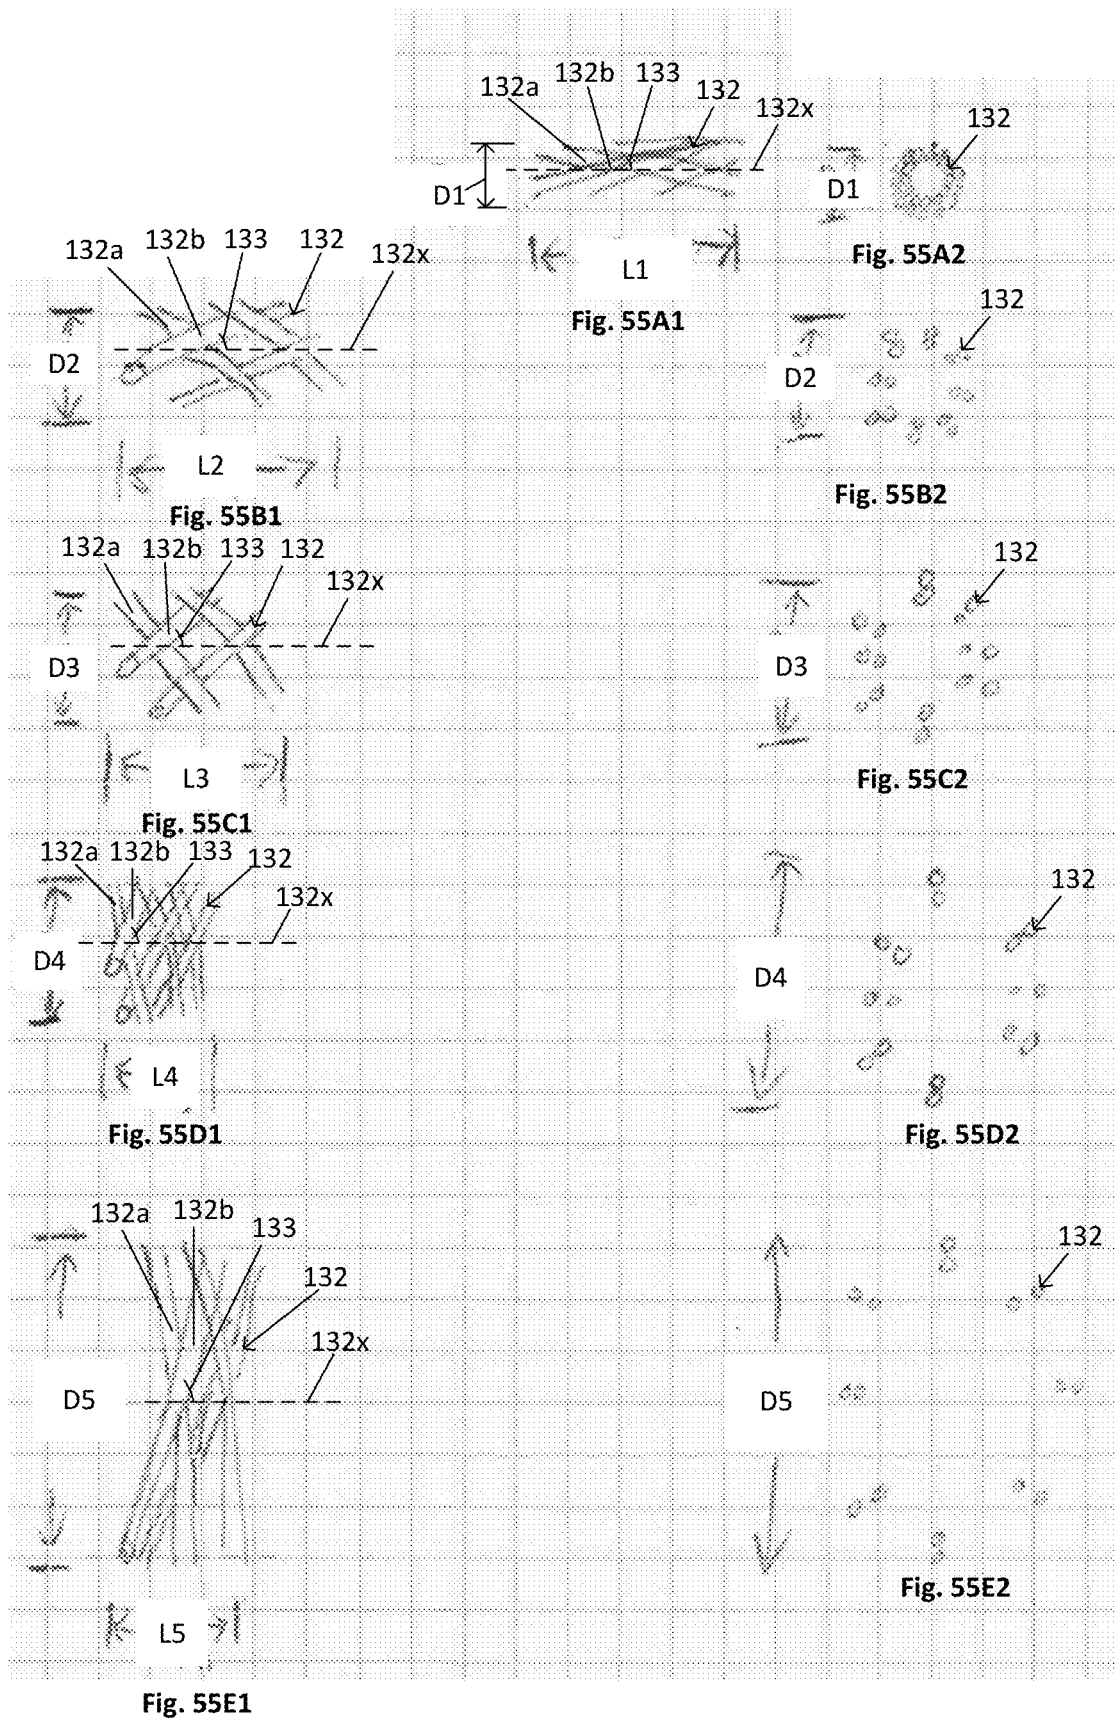 132a 132b 133 132 132x
D1
L1
Fig. 55A1
132
D1
Fig. 55A2
132a 132b 133 132 132x
D2
L2
Fig. 55B1
132
D2
Fig. 55B2
132a 132b 133 132
132x
D3
L3
Fig. 55C1
132
D3
Fig. 55C2
132a 132b 133 132
132x
D4
L4
Fig. 55D1
132
D4
Fig. 55D2
132a 132b 133
132
132x
D5
L5
Fig. 55E1
132
D5
Fig. 55E2